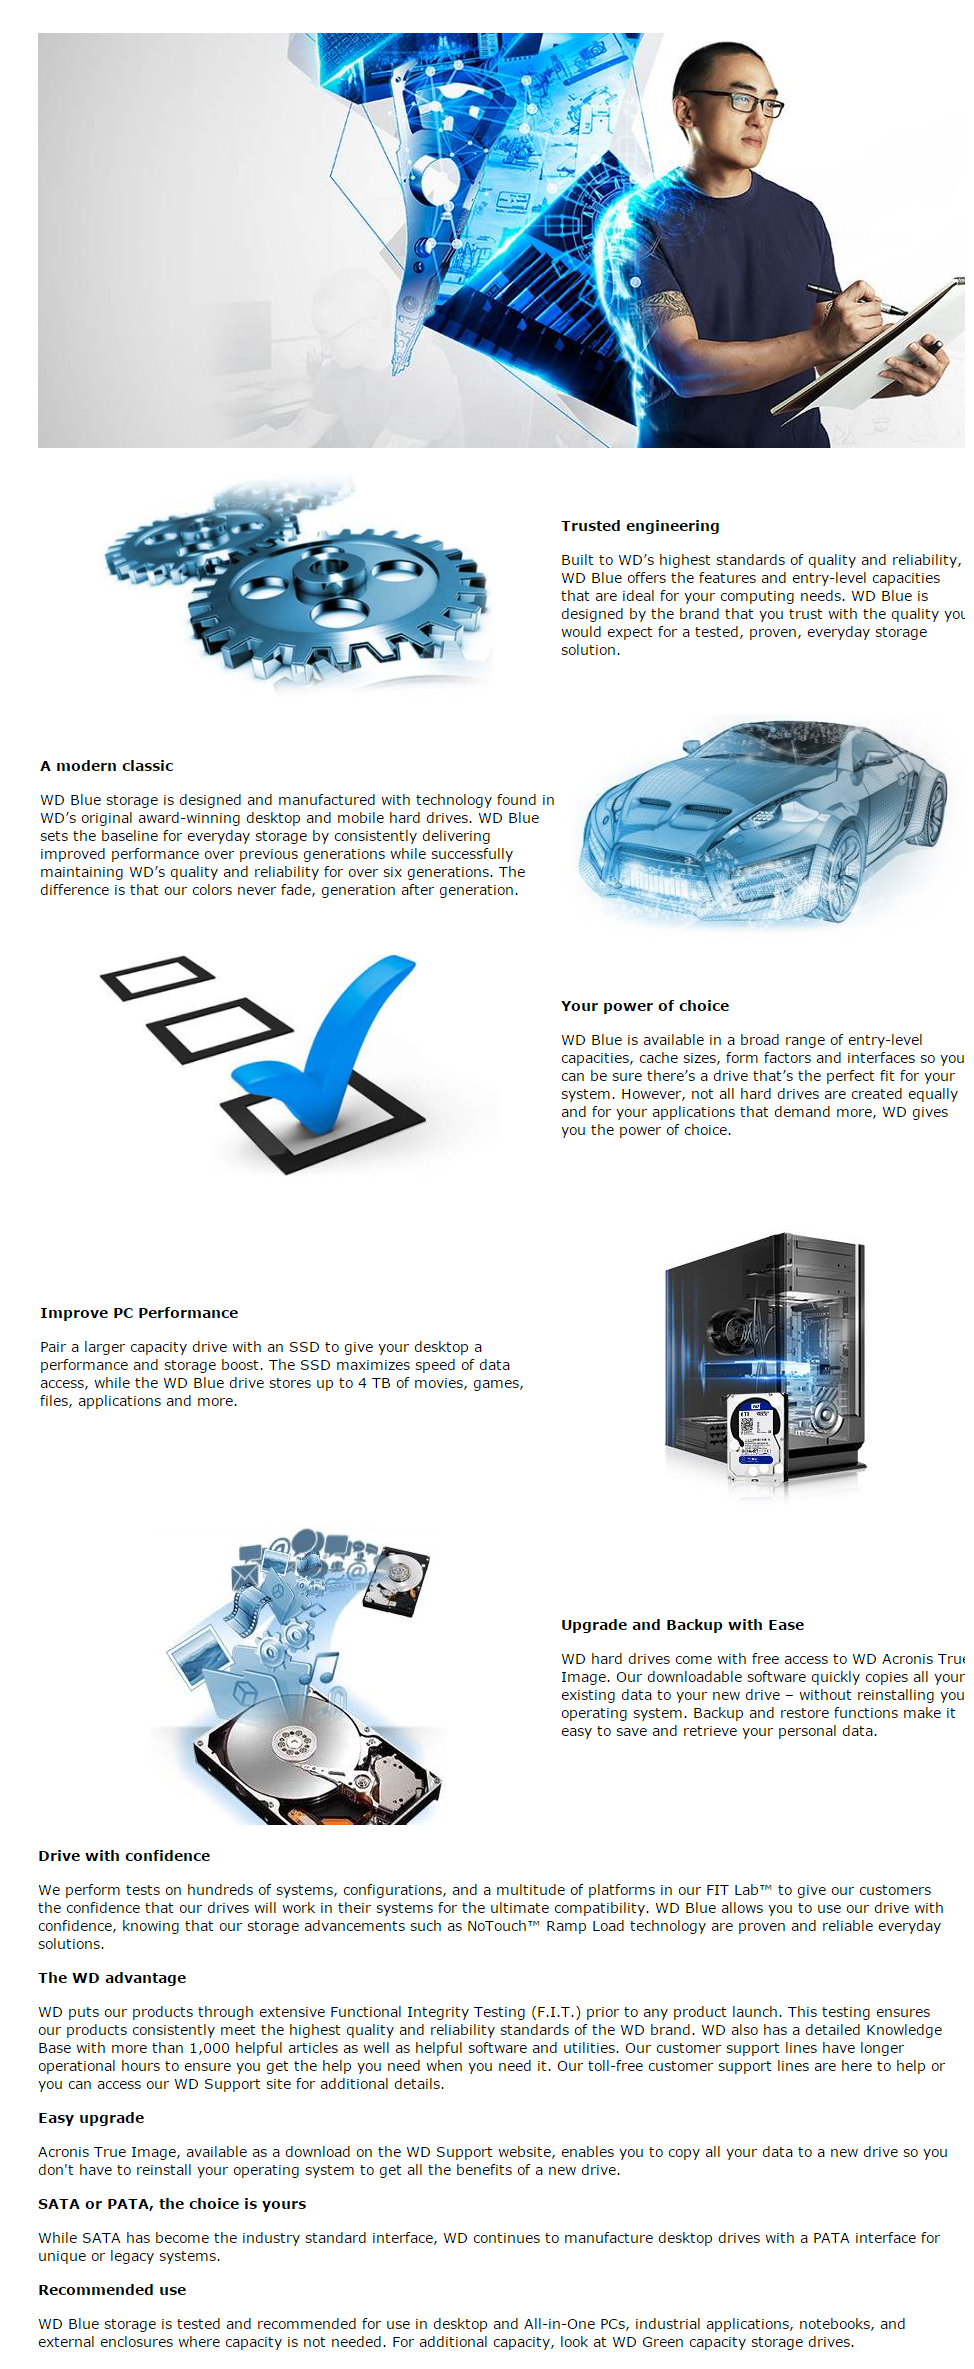 Trusted engineering
Built to WD’s highest standards of quality and reliability,
WD Blue offers the features and entry-level capacities
that are ideal for your computing needs. WD Blue is
designed by the brand that you trust with the quality you
would expect for a tested, proven, everyday storage
solution.
A modern classic
WD Blue storage is designed and manufactured with technology found in
WD’s original award-winning desktop and mobile hard drives. WD Blue
sets the baseline for everyday storage by consistently delivering
improved performance over previous generations while successfully
maintaining WD’s quality and reliability for over six generations. The
difference is that our colors never fade, generation after generation.
Your power of choice
WD Blue is available in a broad range of entry-level
capacities, cache sizes, form factors and interfaces so you
can be sure there’s a drive that’s the perfect fit for your
system. However, not all hard drives are created equally
and for your applications that demand more, WD gives
you the power of choice.
Improve PC Performance
Pair a larger capacity drive with an SSD to give your desktop a
performance and storage boost. The SSD maximizes speed of data
access, while the WD Blue drive stores up to 4 TB of movies, games,
files, applications and more.
Upgrade and Backup with Ease
WD hard drives come with free access to WD Acronis True
Image. Our downloadable software quickly copies all your
existing data to your new drive – without reinstalling you
operating system. Backup and restore functions make it
easy to save and retrieve your personal data.
Drive with confidence
We perform tests on hundreds of systems, configurations, and a multitude of platforms in our FIT Lab™ to give our customers
the confidence that our drives will work in their systems for the ultimate compatibility. WD Blue allows you to use our drive with
confidence, knowing that our storage advancements such as NoTouch™ Ramp Load technology are proven and reliable everyday
solutions.
The WD advantage
WD puts our products through extensive Functional Integrity Testing (F.I.T.) prior to any product launch. This testing ensures
our products consistently meet the highest quality and reliability standards of the WD brand. WD also has a detailed Knowledge
Base with more than 1,000 helpful articles as well as helpful software and utilities. Our customer support lines have longer
operational hours to ensure you get the help you need when you need it. Our toll-free customer support lines are here to help or
you can access our WD Support site for additional details.
Easy upgrade
Acronis True Image, available as a download on the WD Support website, enables you to copy all your data to a new drive so you
don't have to reinstall your operating system to get all the benefits of a new drive.
SATA or PATA, the choice is yours
While SATA has become the industry standard interface, WD continues to manufacture desktop drives with a PATA interface for
unique or legacy systems.
Recommended use
WD Blue storage is tested and recommended for use in desktop and All-in-One PCs, industrial applications, notebooks, and
external enclosures where capacity is not needed. For additional capacity, look at WD Green capacity storage drives.